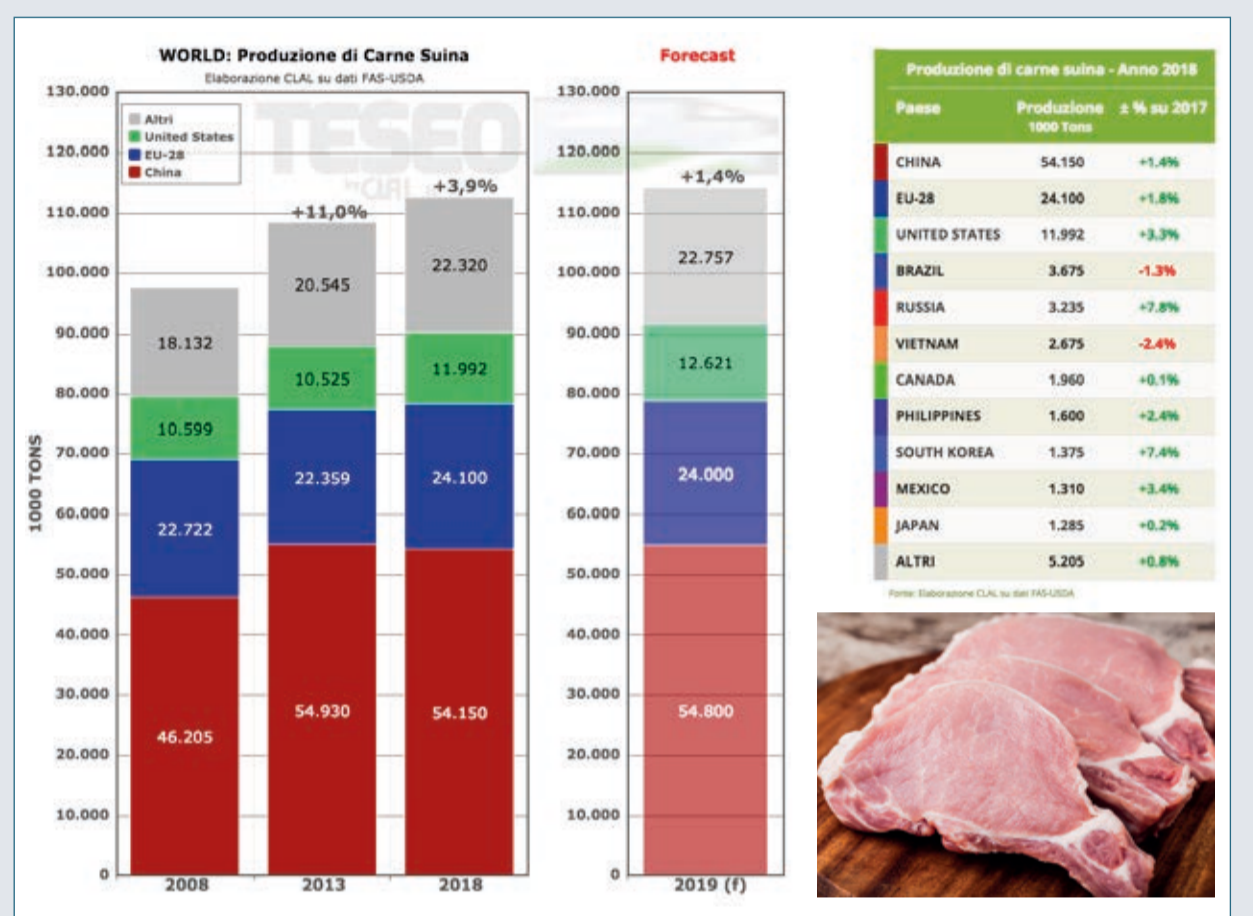 WORLD: Produzione di Carne Suina
Elaborazione CLAL su dati FAS-USDA
Altri
United States
EU-28
China
TESEO
by CLAL
1000 TONS
130.000
120.000
110.000
100.000
90.000
80.000
70.000
60.000
50.000
40.000
30.000
20.000
10.000
0
18.132
10.599
22.722
46.205
2008
+11,0%
20.545
10.525
22.359
54.930
2013
+3,9%
22.320
11.992
24.100
54.150
2018
Forecast
130.000
120.000
110.000
100.000
90.000
80.000
70.000
60.000
50.000
40.000
30.000
20.000
10.000
0
+1,4%
22.757
12.621
24.000
54.800
2019 (f)
Produzione di carne suina - Anno 2018
Paese Produzione ± % su 2017
1000 Tons
CHINA 54.150 +1.4%
EU-28 24.100 +1.8%
UNITED STATES 11.992 +3.3%
BRAZIL 3.675 -1.3%
RUSSIA 3.235 +7.8%
VIETNAM 2.675 -2.4%
CANADA 1.960 +0.1%
PHILIPPINES 1.600 +2.4%
SOUTH KOREA 1.375 +7.4%
MEXICO 1.310 +3.4%
JAPAN 1.285 +0.2%
ALTRI 5.205 +0.8%
Fonte: Elaborazione CLAL su dati FAS-USDA